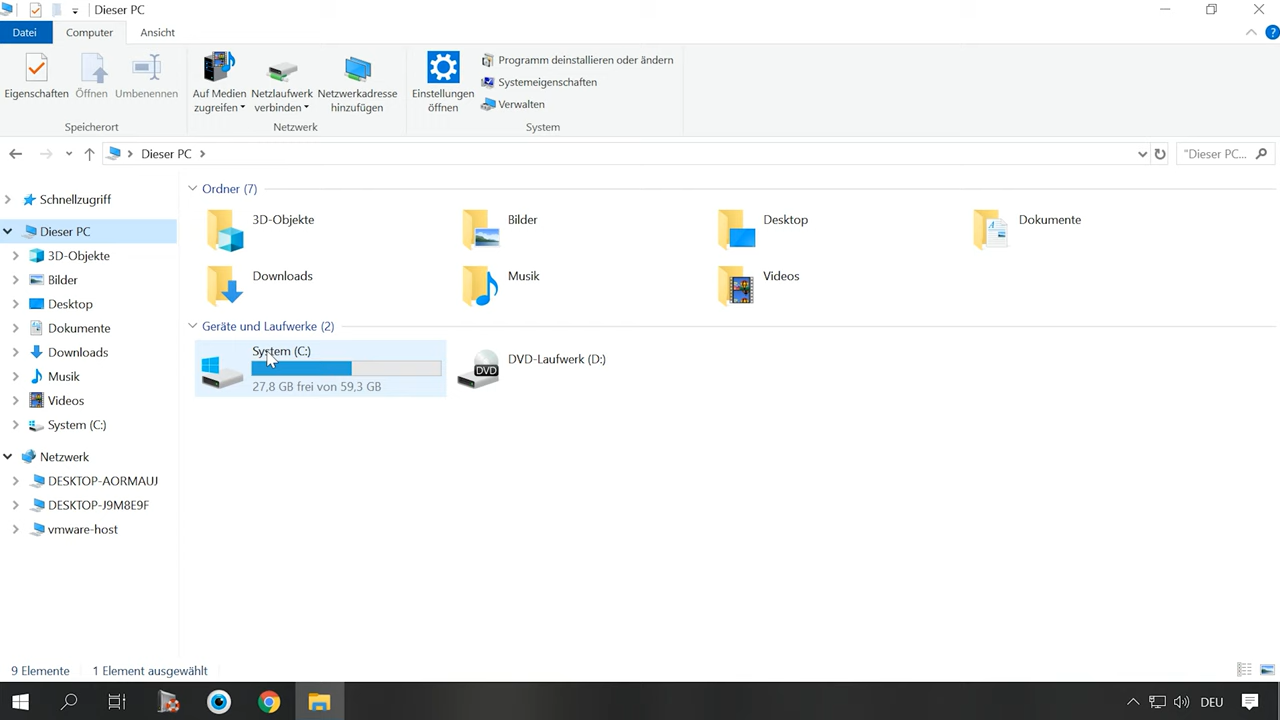 Dieser PC
Datei
Computer
Ansicht
Eigenschaften
Öffnen
Umbenennen
Speicherort
Auf Medien
zugreifen
Netzlaufwerk
verbinden
Netzwerkadresse
hinzufügen
Netzwerk
Einstellungen
öffnen
Programm deinstallieren oder ändern
Systemeigenschaften
Verwalten
System
Dieser PC
"Dieser PC...
Schnellzugriff
Dieser PC
3D-Objekte
Bilder
Desktop
Dokumente
Downloads
Musik
Videos
System (C:)
Netzwerk
DESKTOP-AORMAUJ
DESKTOP-J9M8E9F
vmware-host
Ordner (7)
3D-Objekte
Bilder
Desktop
Dokumente
Downloads
Musik
Videos
Geräte und Laufwerke (2)
System (C:)
27,8 GB frei von 59,3 GB
DVD
DVD-Laufwerk (D:)
9 Elemente
1 Element ausgewählt
DEU